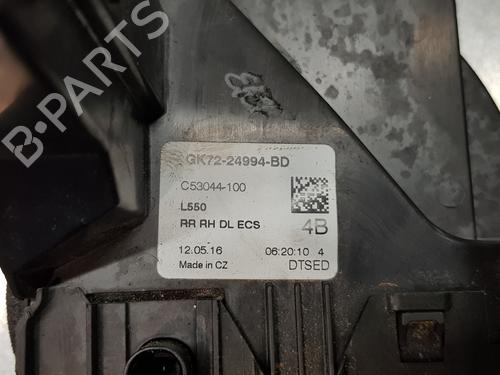 GK72-24994-BD
C53044-100
L550
RR RH DL ECS
4B
12.05.16 06:20:10 4
Made in CZ DTSED
B-PARTS